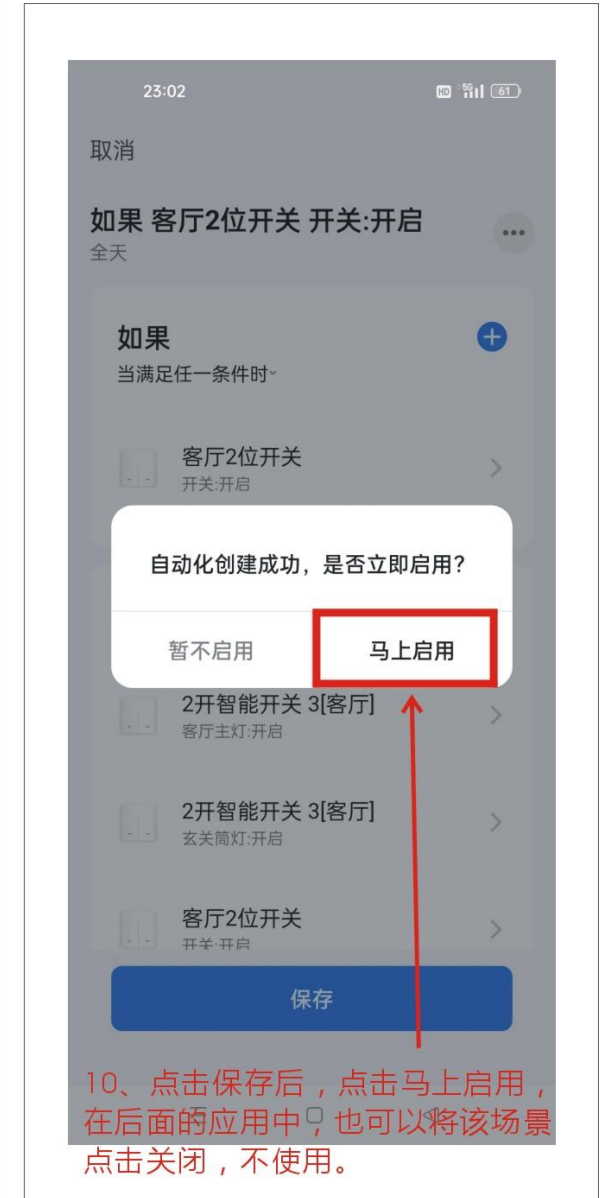 23:02
HD 5G 61
取消
如果 客厅2位开关 开关:开启
全天
如果
当满足任一条件时
客厅2位开关
开关:开启
自动化创建成功，是否立即启用？
暂不启用
马上启用
2开智能开关 3[客厅]
客厅主灯:开启
2开智能开关 3[客厅]
玄关筒灯:开启
客厅2位开关
开关:开启
保存
10、点击保存后，点击马上启用，
在后面的应用中，也可以将该场景
点击关闭，不使用。